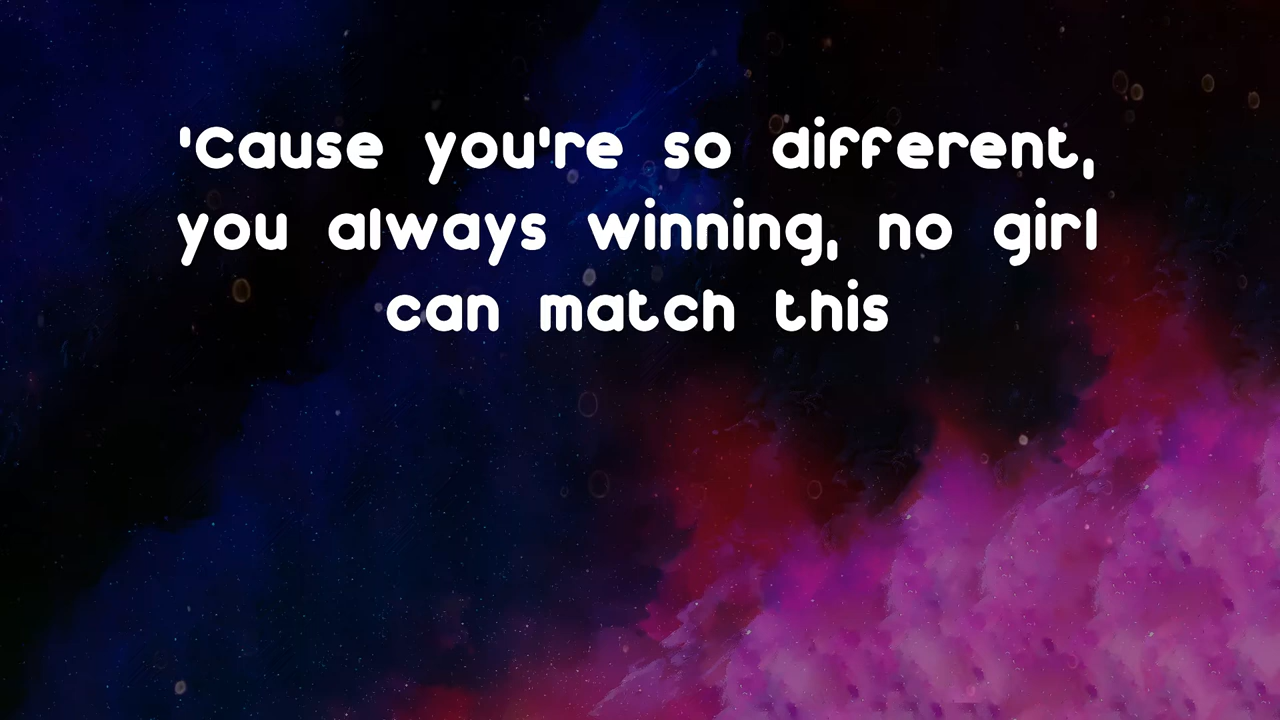 'Cause you're so different,
you always winning, no girl
can match this